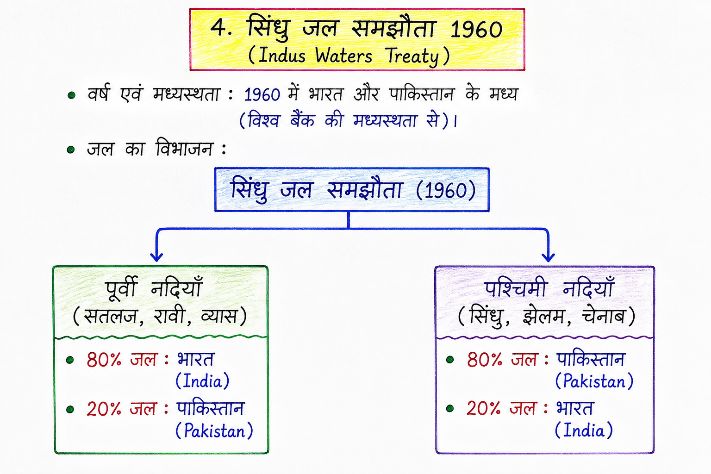 4. सिंधु जल समझौता 1960
(Indus Waters Treaty)
• वर्ष एवं मध्यस्थता : 1960 में भारत और पाकिस्तान के मध्य
(विश्व बैंक की मध्यस्थता से)।
• जल का विभाजन :
सिंधु जल समझौता (1960)
पूर्वी नदियाँ
(सतलज, रावी, व्यास)
• 80% जल : भारत
(India)
• 20% जल : पाकिस्तान
(Pakistan)
पश्चिमी नदियाँ
(सिंधु, झेलम, चेनाब)
• 80% जल : पाकिस्तान
(Pakistan)
• 20% जल : भारत
(India)